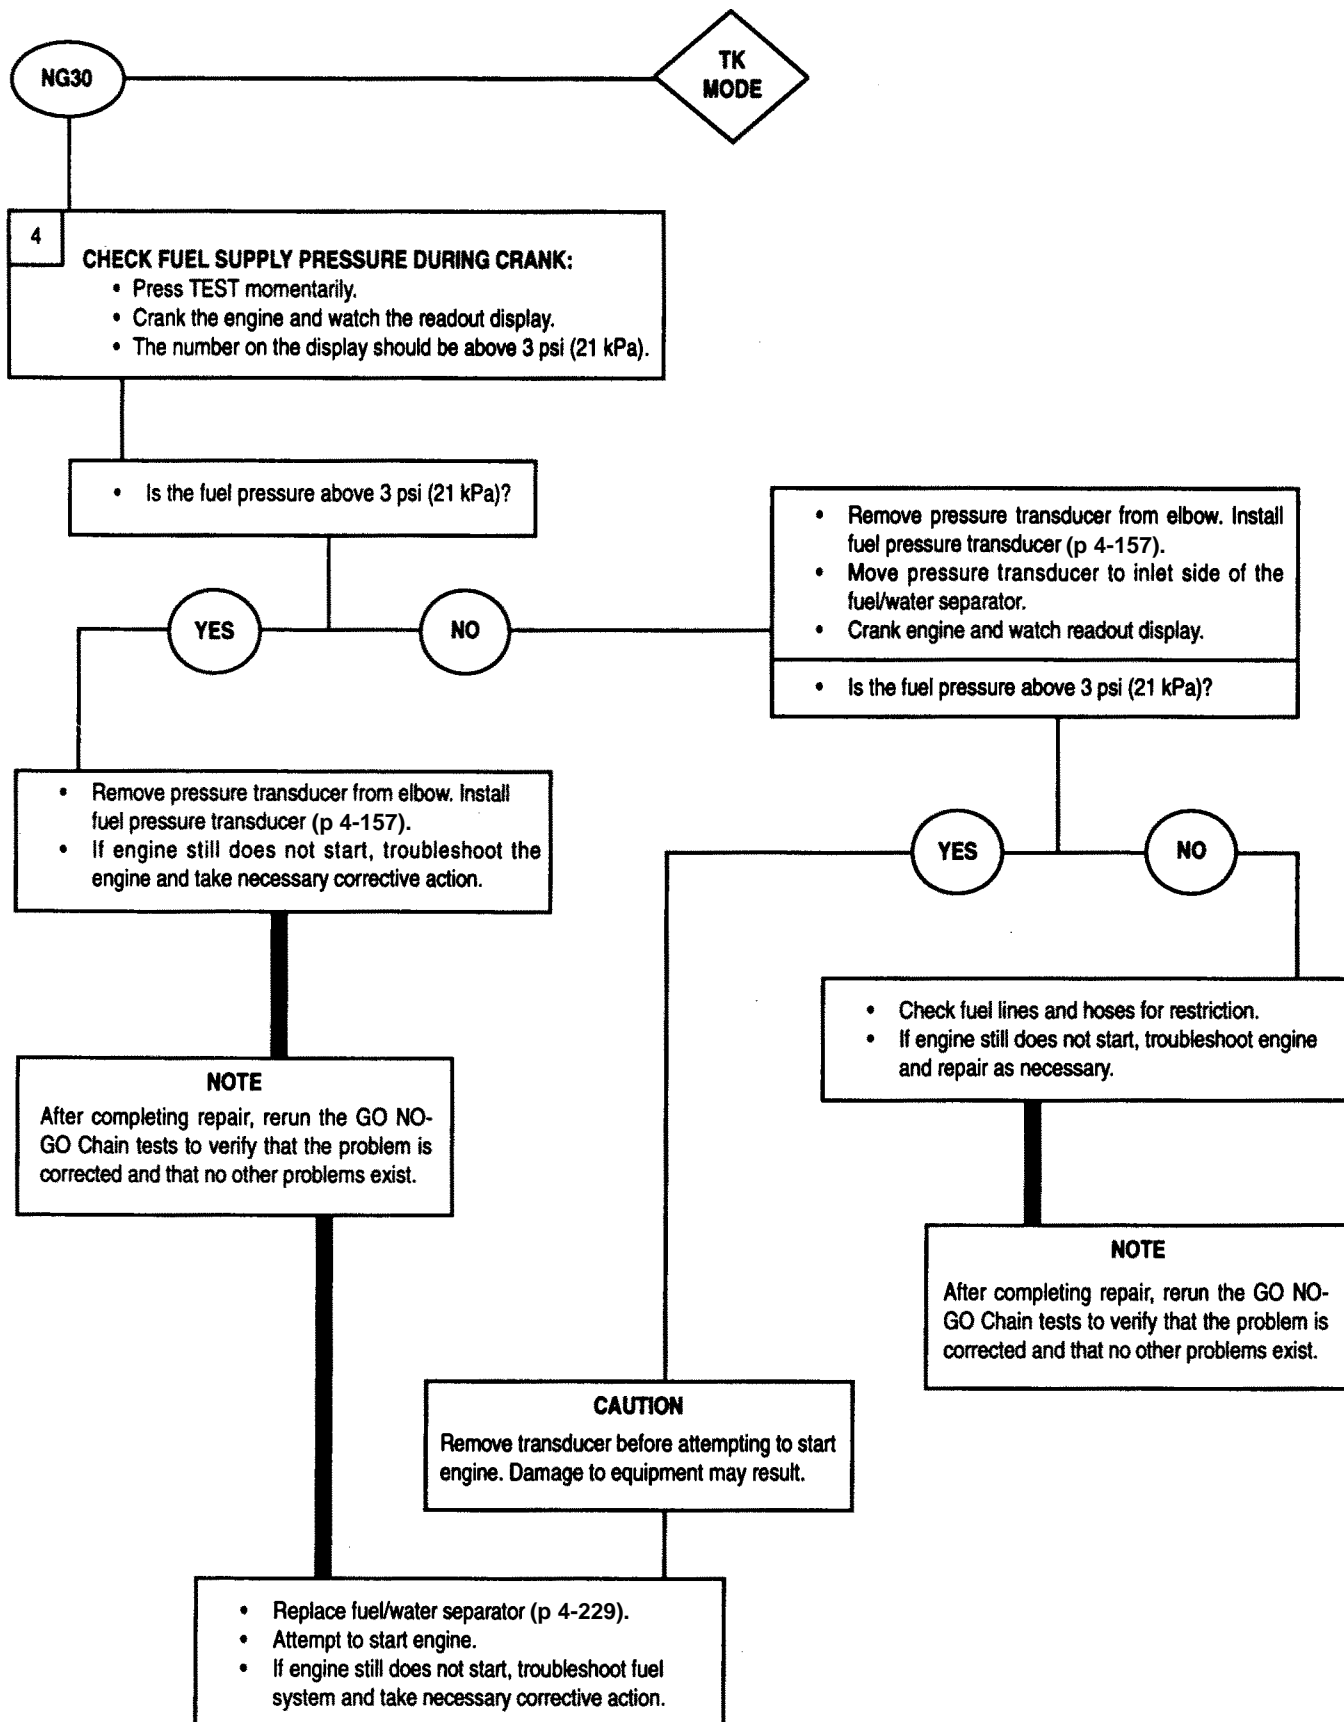 NG30
TK
MODE
4
CHECK FUEL SUPPLY PRESSURE DURING CRANK:
• Press TEST momentarily.
• Crank the engine and watch the readout display.
• The number on the display should be above 3 psi (21 kPa).
• Is the fuel pressure above 3 psi (21 kPa)?
YES
NO
• Remove pressure transducer from elbow. Install
fuel pressure transducer (p 4-157).
• Move pressure transducer to inlet side of the
fuel/water separator.
• Crank engine and watch readout display.
• Is the fuel pressure above 3 psi (21 kPa)?
• Remove pressure transducer from elbow. Install
fuel pressure transducer (p 4-157).
• If engine still does not start, troubleshoot the
engine and take necessary corrective action.
YES
NO
• Check fuel lines and hoses for restriction.
• If engine still does not start, troubleshoot engine
and repair as necessary.
NOTE
After completing repair, rerun the GO NO-
GO Chain tests to verify that the problem is
corrected and that no other problems exist.
NOTE
After completing repair, rerun the GO NO-
GO Chain tests to verify that the problem is
corrected and that no other problems exist.
CAUTION
Remove transducer before attempting to start
engine. Damage to equipment may result.
• Replace fuel/water separator (p 4-229).
• Attempt to start engine.
• If engine still does not start, troubleshoot fuel
system and take necessary corrective action.